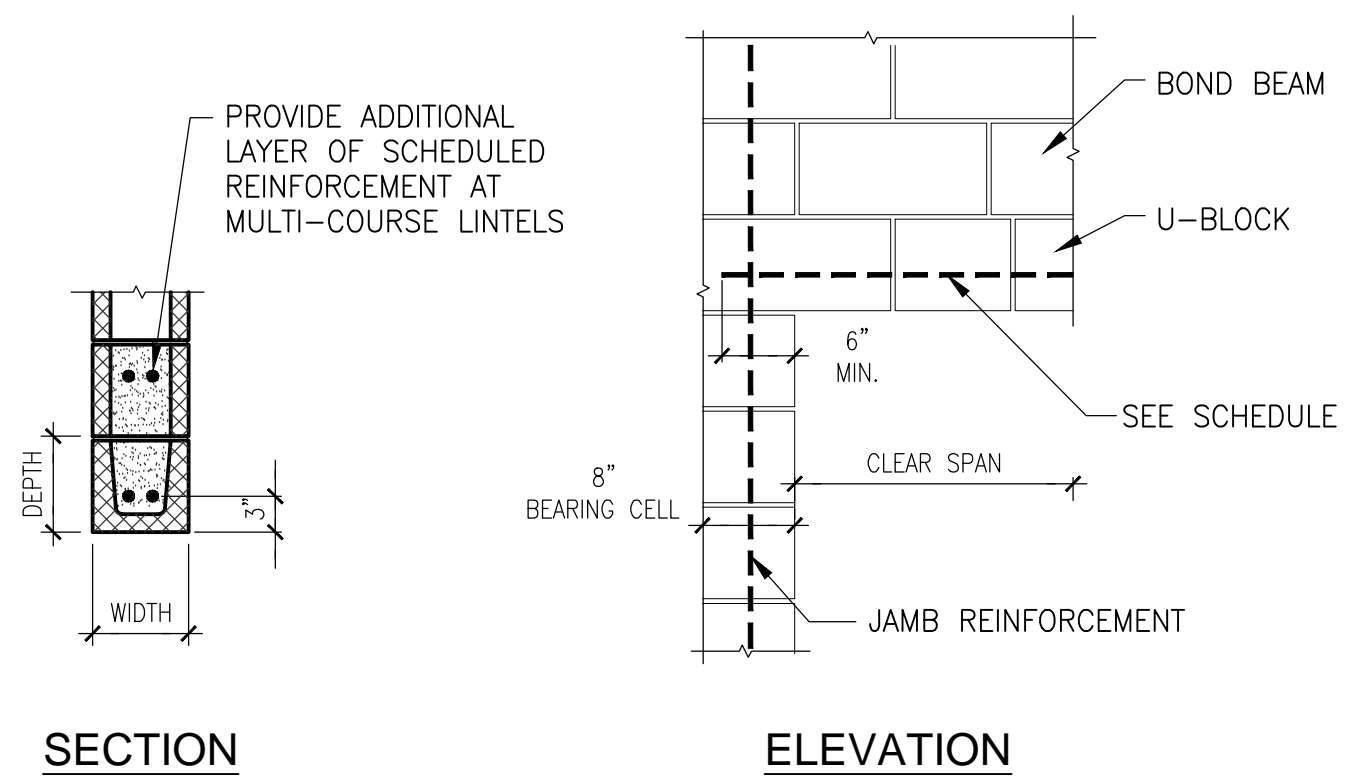 PROVIDE ADDITIONAL
LAYER OF SCHEDULED
REINFORCEMENT AT
MULTI-COURSE LINTELS
DEPTH
3"
WIDTH
SECTION
BOND BEAM
U-BLOCK
6"
MIN.
SEE SCHEDULE
CLEAR SPAN
8"
BEARING CELL
JAMB REINFORCEMENT
ELEVATION